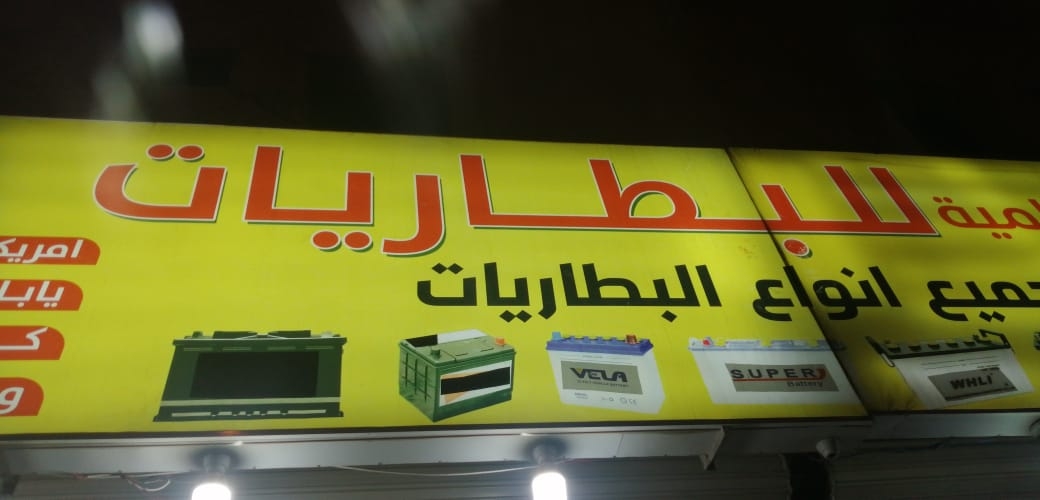 للبطاريات
جميع انواع البطاريات
VELA
SUPER
Battery
WHLI